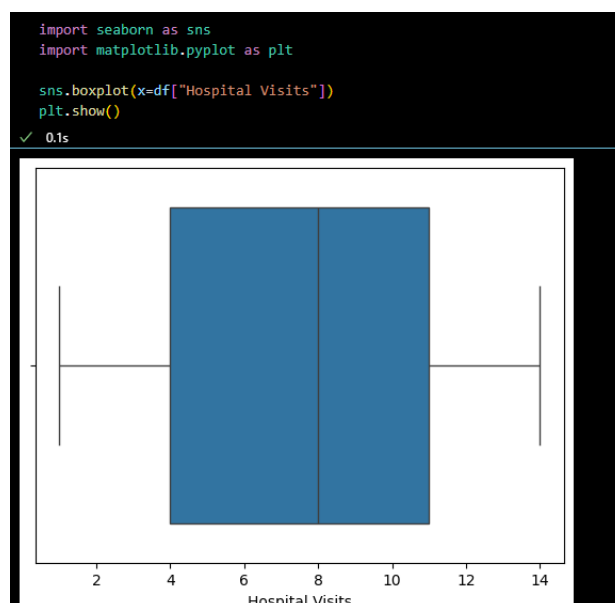 import seaborn as sns
import matplotlib.pyplot as plt
sns.boxplot(x=df["Hospital Visits"])
plt.show()
✓ 0.1s
2 4 6 8 10 12 14
Hospital Visits